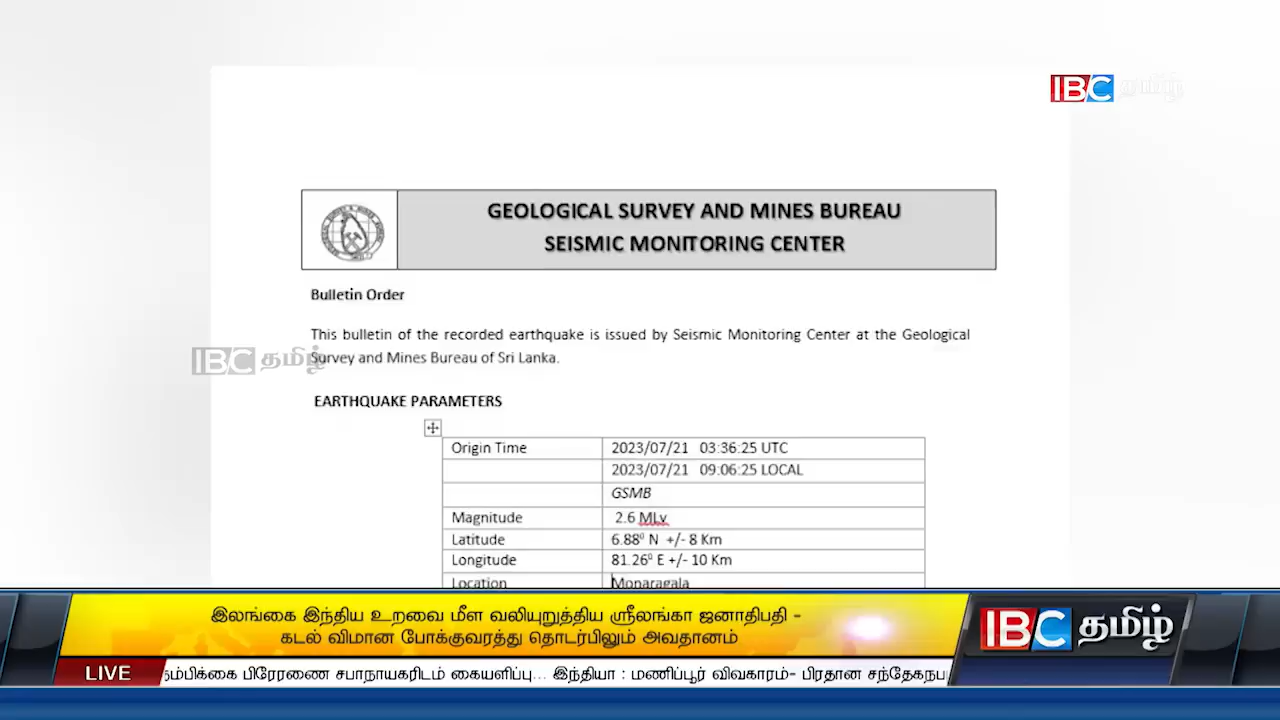 IBC தமிழ்
GEOLOGICAL SURVEY AND MINES BUREAU
SEISMIC MONITORING CENTER
Bulletin Order
This bulletin of the recorded earthquake is issued by Seismic Monitoring Center at the Geological
Survey and Mines Bureau of Sri Lanka.
IBC தமிழ்
EARTHQUAKE PARAMETERS
Origin Time 2023/07/21 03:36:25 UTC
2023/07/21 09:06:25 LOCAL
GSMB
Magnitude 2.6 MLv
Latitude 6.88⁰ N +/- 8 Km
Longitude 81.26⁰ E +/- 10 Km
Location Monaragala
இலங்கை இந்திய உறவை மீள வலியுறுத்திய ஸ்ரீலங்கா ஜனாதிபதி -
கடல் விமான போக்குவரத்து தொடர்பிலும் அவதானம்
IBC தமிழ்
LIVE பிரேரணை சபாநாயகரிடம் கையளிப்பு... இந்தியா : மணிப்பூர் விவகாரம்- பிரதான